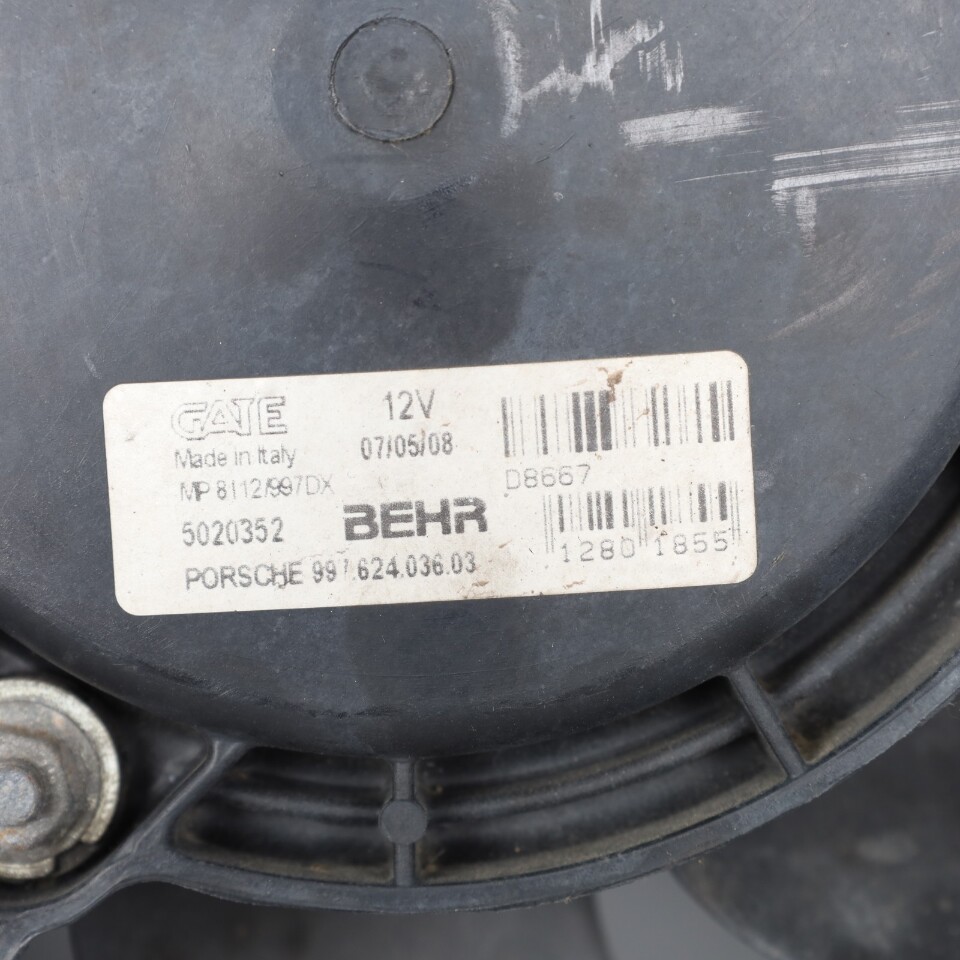 GATE
Made in Italy
MP 8112/997DX
5020352
12V
07/05/08
BEHR
PORSCHE 997.624.036.03
D8667
1280 1855